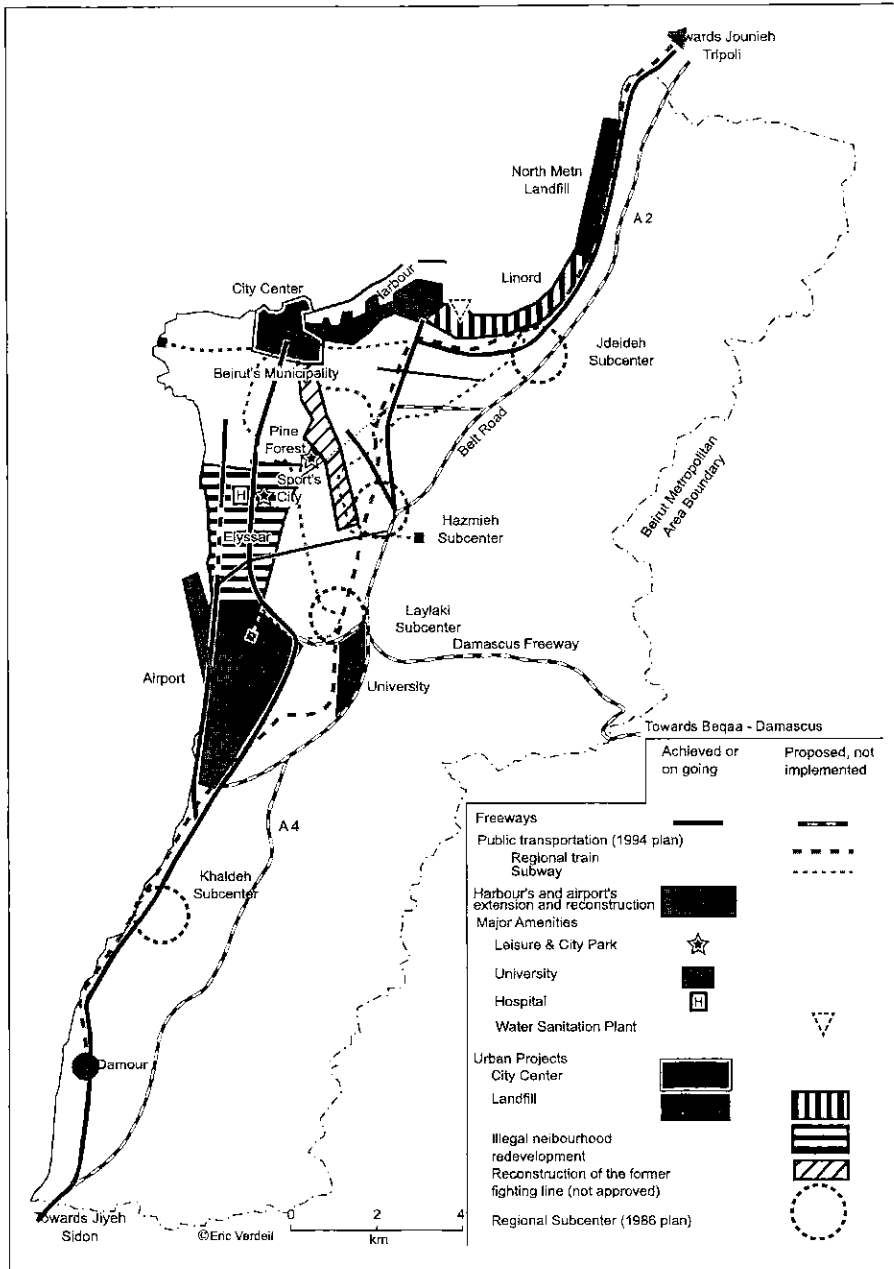 owards Jounieh
Tripoli
North Metn
Landfill
A 2
Linord
City Center
Harbour
Jdeideh
Subcenter
Beirut's Municipality
Belt Road
Pine
Forest
Sport's
City
H
Elyssar
Hazmieh
Subcenter
Beirut Metropolitan
Area Boundary
Laylaki
Subcenter
Damascus Freeway
Airport
University
Towards Beqaa - Damascus
A 4
Khaldeh
Subcenter
Damour
Towards Jiyeh
Sidon
©Eric Verdeil
0 2 4
km
Achieved or
on going
Proposed, not
implemented
Freeways
Public transportation (1994 plan)
Regional train
Subway
Harbour's and airport's
extension and reconstruction
Major Amenities
Leisure & City Park
University
Hospital
H
Water Sanitation Plant
Urban Projects
City Center
Landfill
Illegal neibourhood
redevelopment
Reconstruction of the former
fighting line (not approved)
Regional Subcenter (1986 plan)